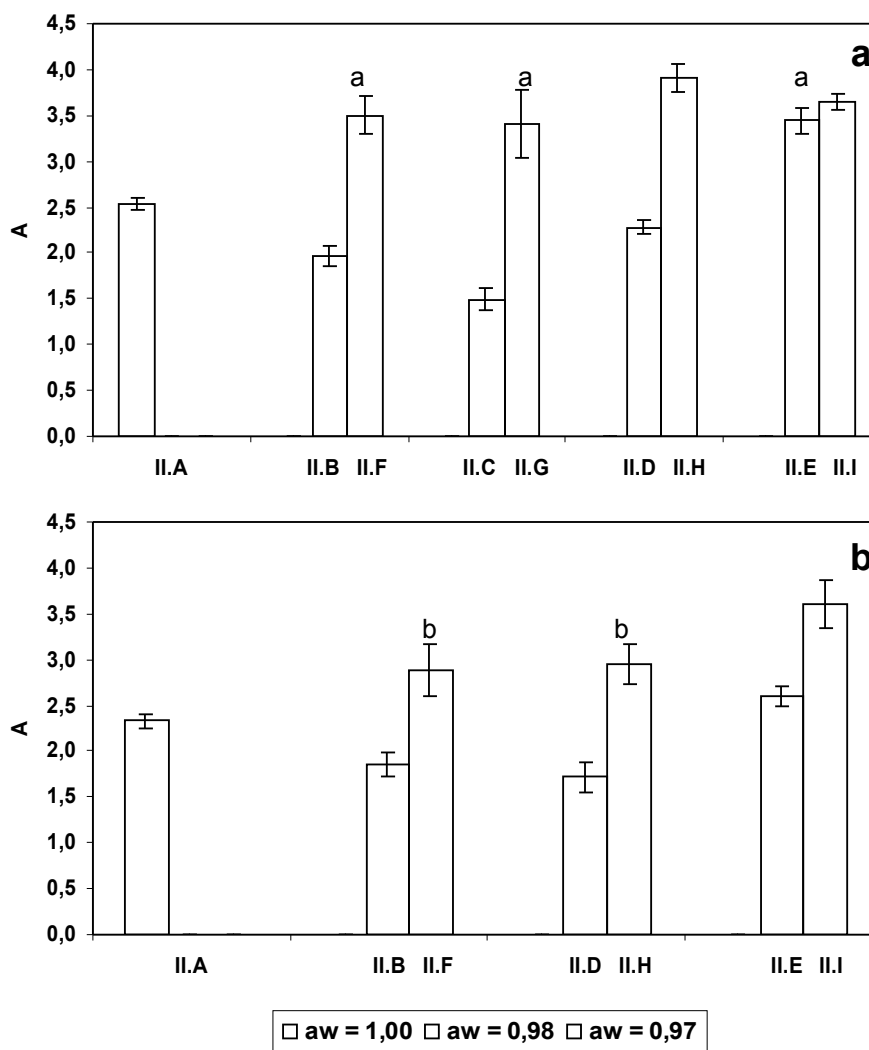 a
4,5
4,0
3,5
3,0
2,5
2,0
1,5
1,0
0,5
0,0
A
a a a
II.A II.B II.F II.C II.G II.D II.H II.E II.I
b
4,5
4,0
3,5
3,0
2,5
2,0
1,5
1,0
0,5
0,0
A
b b
II.A II.B II.F II.D II.H II.E II.I
aw = 1,00 aw = 0,98 aw = 0,97